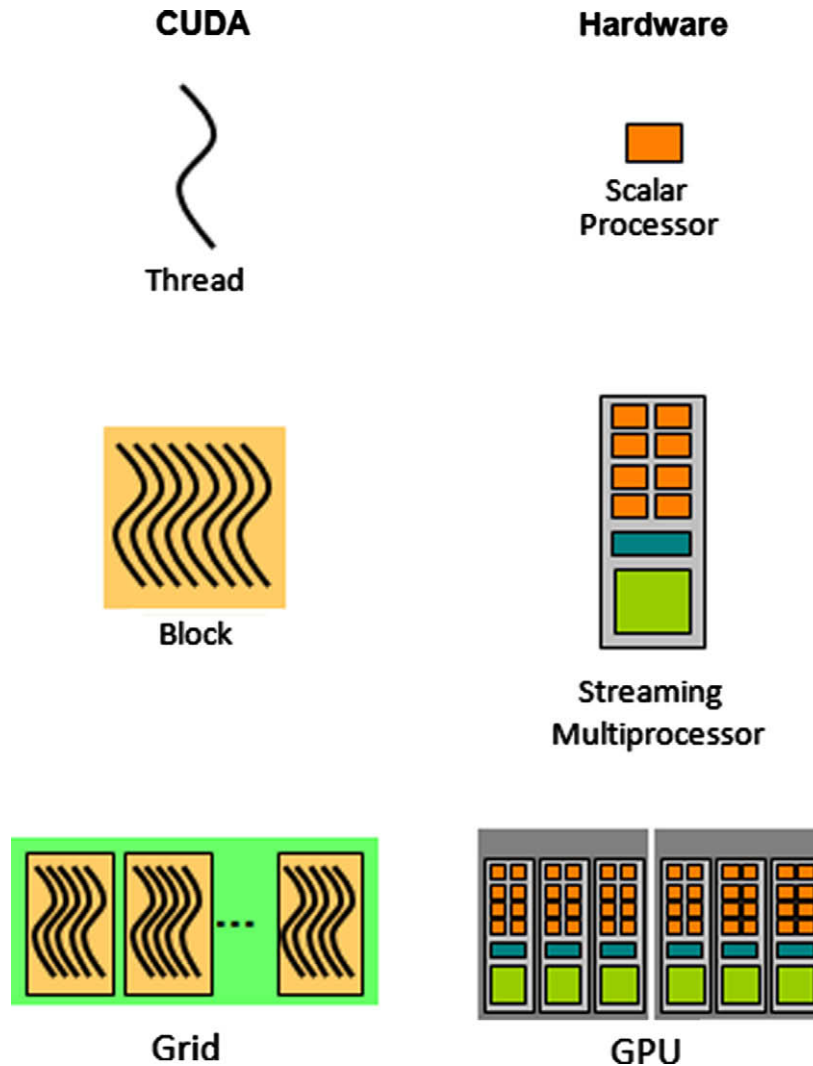 CUDA
Hardware
Thread
Scalar
Processor
Block
Streaming
Multiprocessor
Grid
GPU